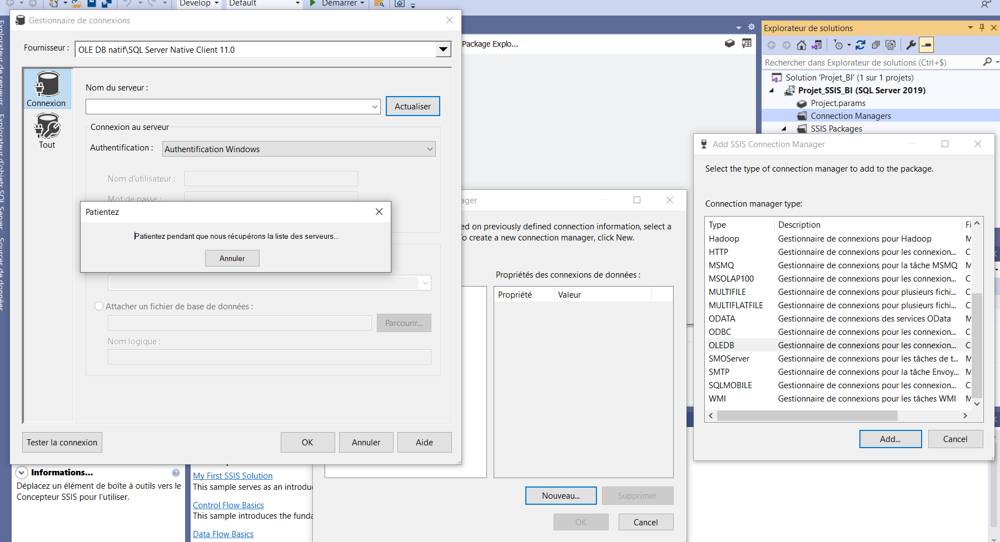 Develop
Default
Démarrer
Gestionnaire de connexions
Fournisseur :
OLE DB natif\SQL Server Native Client 11.0
Connexion
Tout
Nom du serveur :
Actualiser
Connexion au serveur
Authentification :
Authentification Windows
Nom d'utilisateur :
Mot de passe :
Patientez
Patientez pendant que nous récupérons la liste des serveurs...
Annuler
Attacher un fichier de base de données :
Parcourir...
Nom logique :
Tester la connexion
OK
Annuler
Aide
Explorateur de serveurs
Explorateur d'objets SQL Server
Sources de données
Informations...
Déplacez un élément de boîte à outils vers le
Concepteur SSIS pour l'utiliser.
My First SSIS Solution
This sample serves as an introdu
Control Flow Basics
This sample introduces the funda
Data Flow Basics
Package Explo...
ager
ed on previously defined connection information, select a
To create a new connection manager, click New.
Propriétés des connexions de données :
Propriété Valeur
Nouveau...
Supprimer
OK
Cancel
Explorateur de solutions
Rechercher dans Explorateur de solutions (Ctrl+$)
Solution 'Projet_BI' (1 sur 1 projets)
Projet_SSIS_BI (SQL Server 2019)
Project.params
Connection Managers
SSIS Packages
Add SSIS Connection Manager
Select the type of connection manager to add to the package.
Connection manager type:
Type Description Fi
Hadoop Gestionnaire de connexions pour Hadoop M
HTTP Gestionnaire de connexions pour les connexion... C
MSMQ Gestionnaire de connexions pour la tâche MSMQ M
MSOLAP100 Gestionnaire de connexions pour les connexion... C
MULTIFILE Gestionnaire de connexions pour plusieurs fichi... C
MULTIFLATFILE Gestionnaire de connexions pour plusieurs fichi... C
ODATA Gestionnaire de connexions des services OData M
ODBC Gestionnaire de connexions pour les connexion... C
OLEDB Gestionnaire de connexions pour les connexion... C
SMOServer Gestionnaire de connexions pour les tâches de t... M
SMTP Gestionnaire de connexions pour la tâche Envoy... M
SQLMOBILE Gestionnaire de connexions pour les connexion... C
WMI Gestionnaire de connexions pour les tâches WMI M
Add...
Cancel